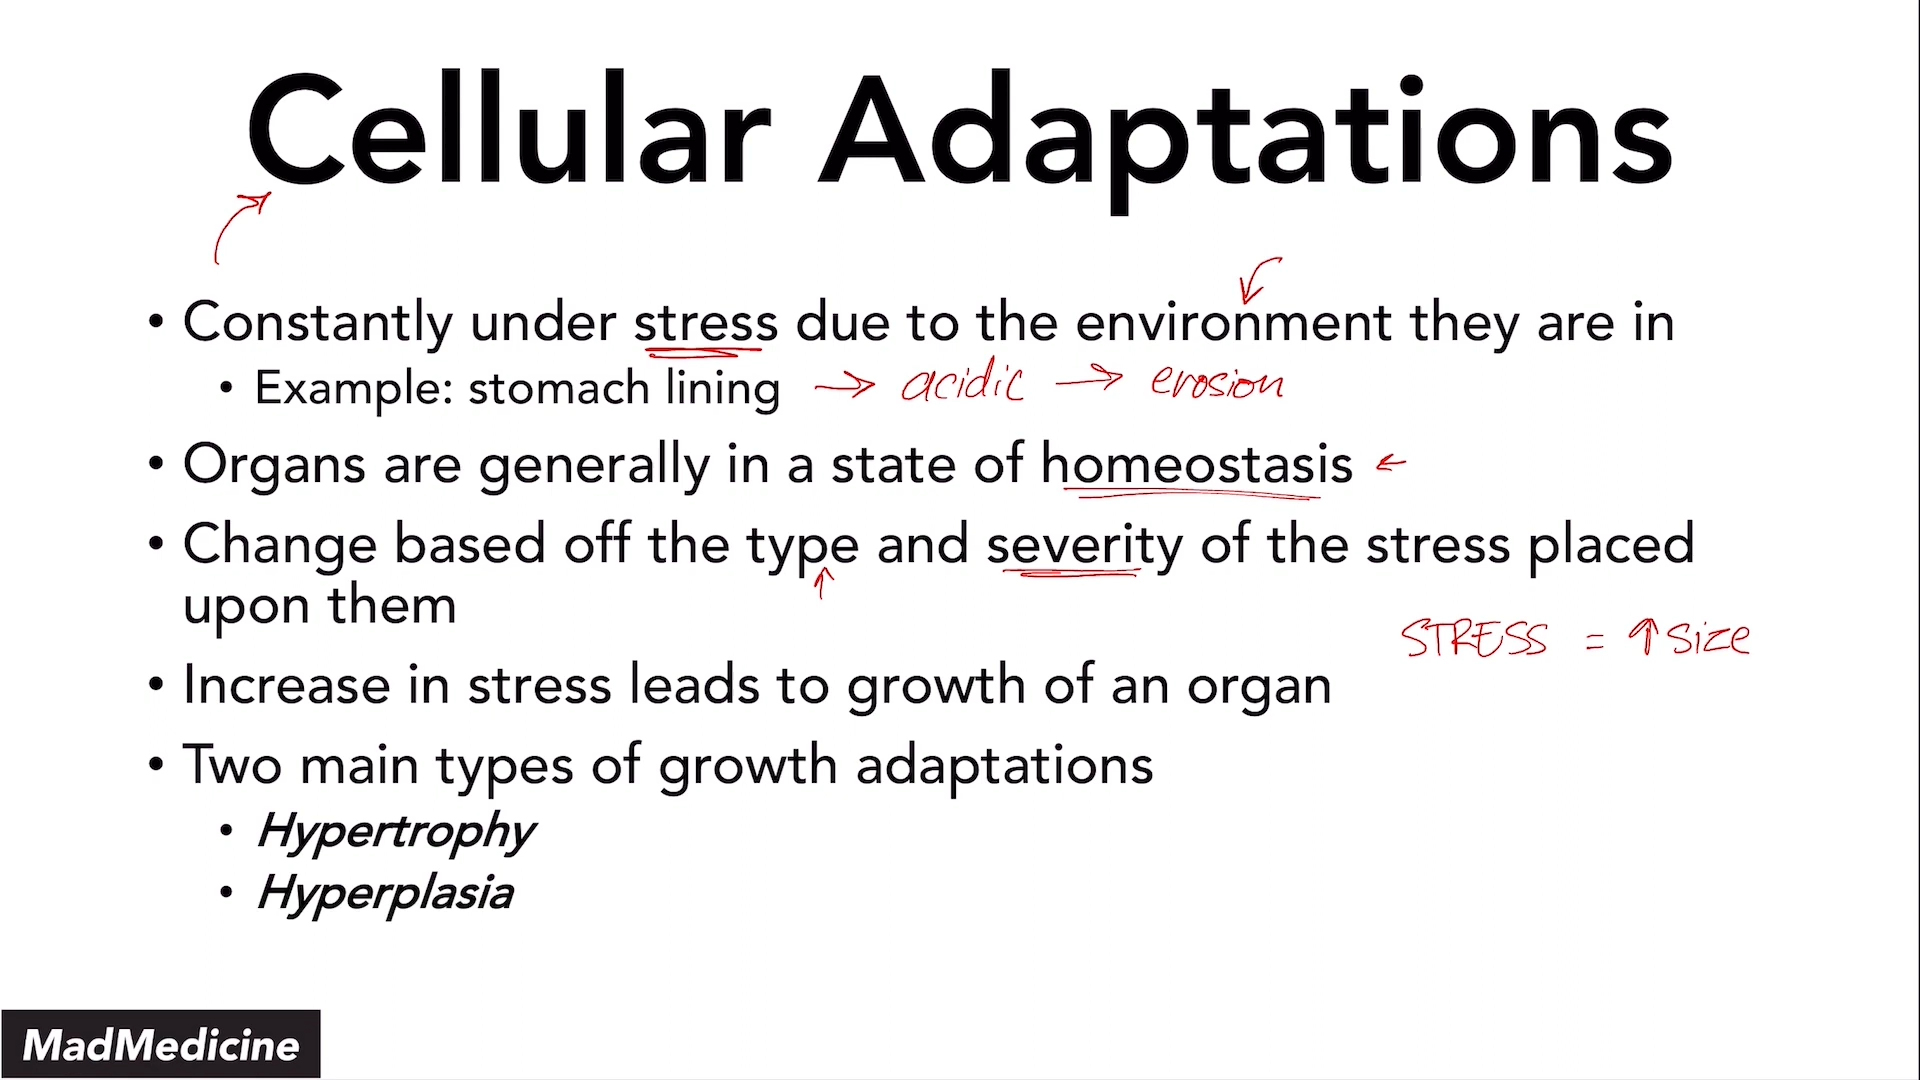 Cellular Adaptations
• Constantly under stress due to the environment they are in
• Example: stomach lining → acidic → erosion
• Organs are generally in a state of homeostasis ←
• Change based off the type and severity of the stress placed
upon them
STRESS = ↑ size
• Increase in stress leads to growth of an organ
• Two main types of growth adaptations
• Hypertrophy
• Hyperplasia
MadMedicine